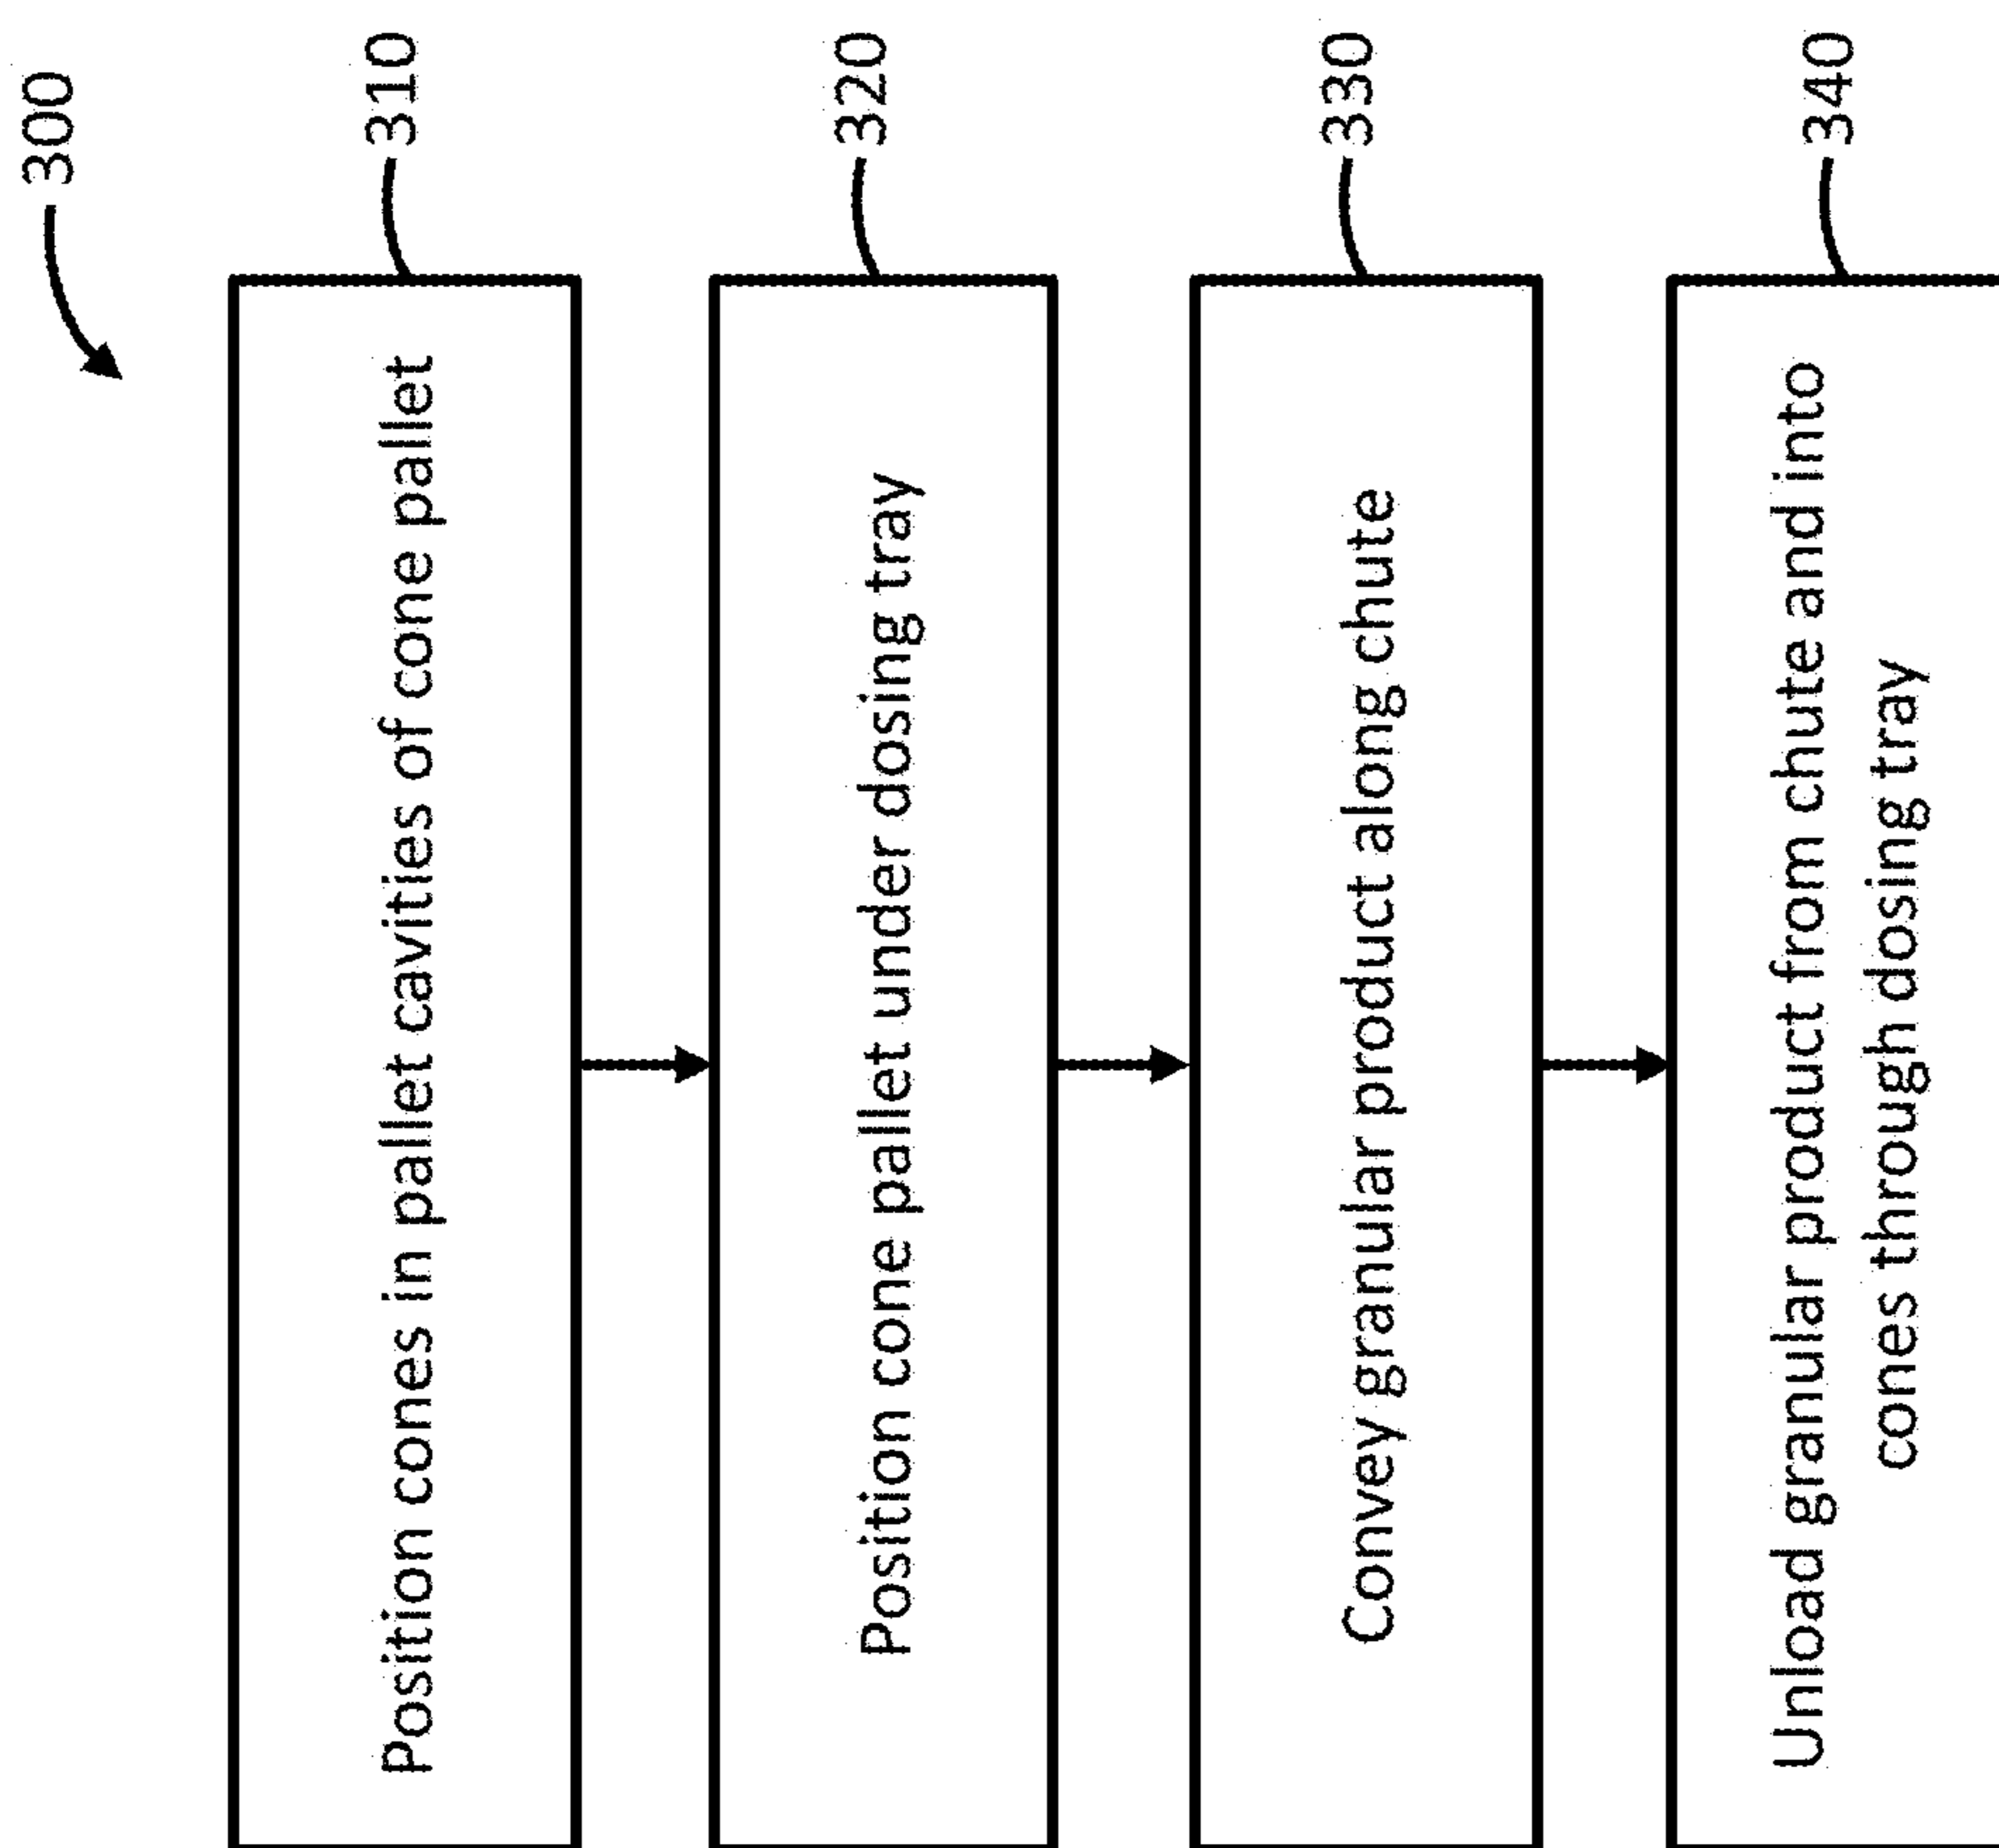 300
Position cones in pallet cavities of cone pallet
310
Position cone pallet under dosing tray
320
Convey granular product along chute
330
Unload granular product from chute and into
cones through dosing tray
340